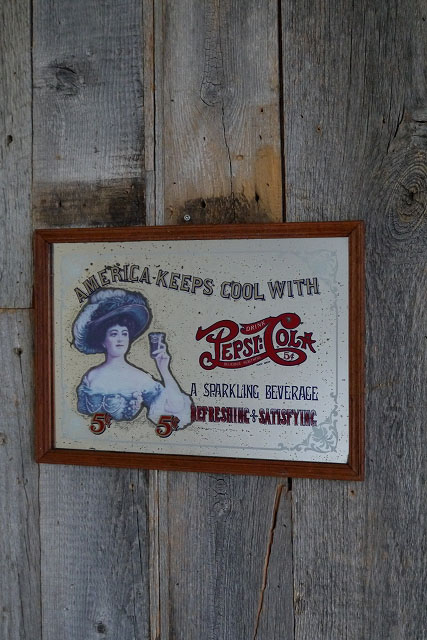 AMERICA·KEEPS COOL WITH
DRINK
PEPSI:COLA
5¢
A SPARKLING BEVERAGE
REFRESHING + SATISFYING
5¢ 5¢